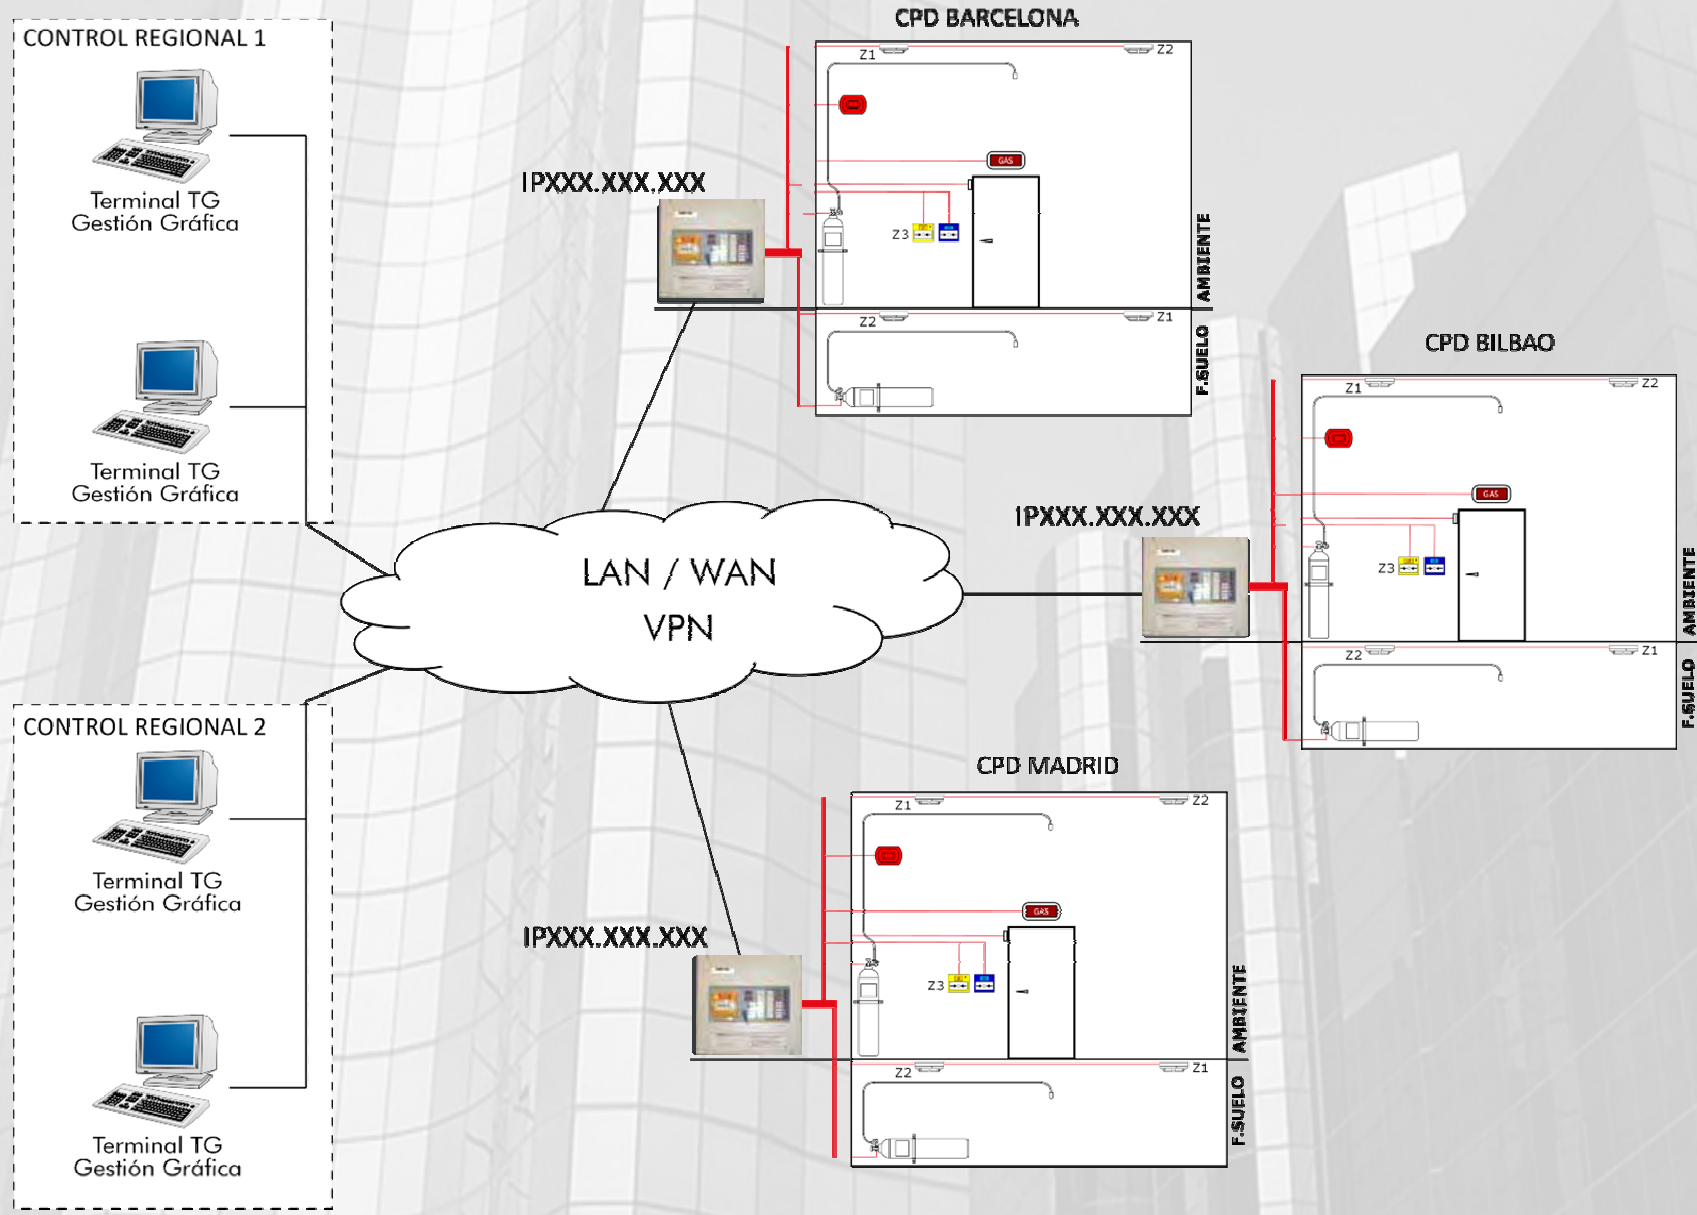 CONTROL REGIONAL 1
Terminal TG
Gestión Gráfica
Terminal TG
Gestión Gráfica
CONTROL REGIONAL 2
Terminal TG
Gestión Gráfica
Terminal TG
Gestión Gráfica
LAN / WAN
VPN
CPD BARCELONA
IPXXX.XXX.XXX
Z1
Z2
GAS
Z3
AMBIENTE
Z2
Z1
F.SUELO
CPD BILBAO
IPXXX.XXX.XXX
Z1
Z2
GAS
Z3
AMBIENTE
Z2
Z1
F.SUELO
CPD MADRID
IPXXX.XXX.XXX
Z1
Z2
GAS
Z3
AMBIENTE
Z2
Z1
F.SUELO